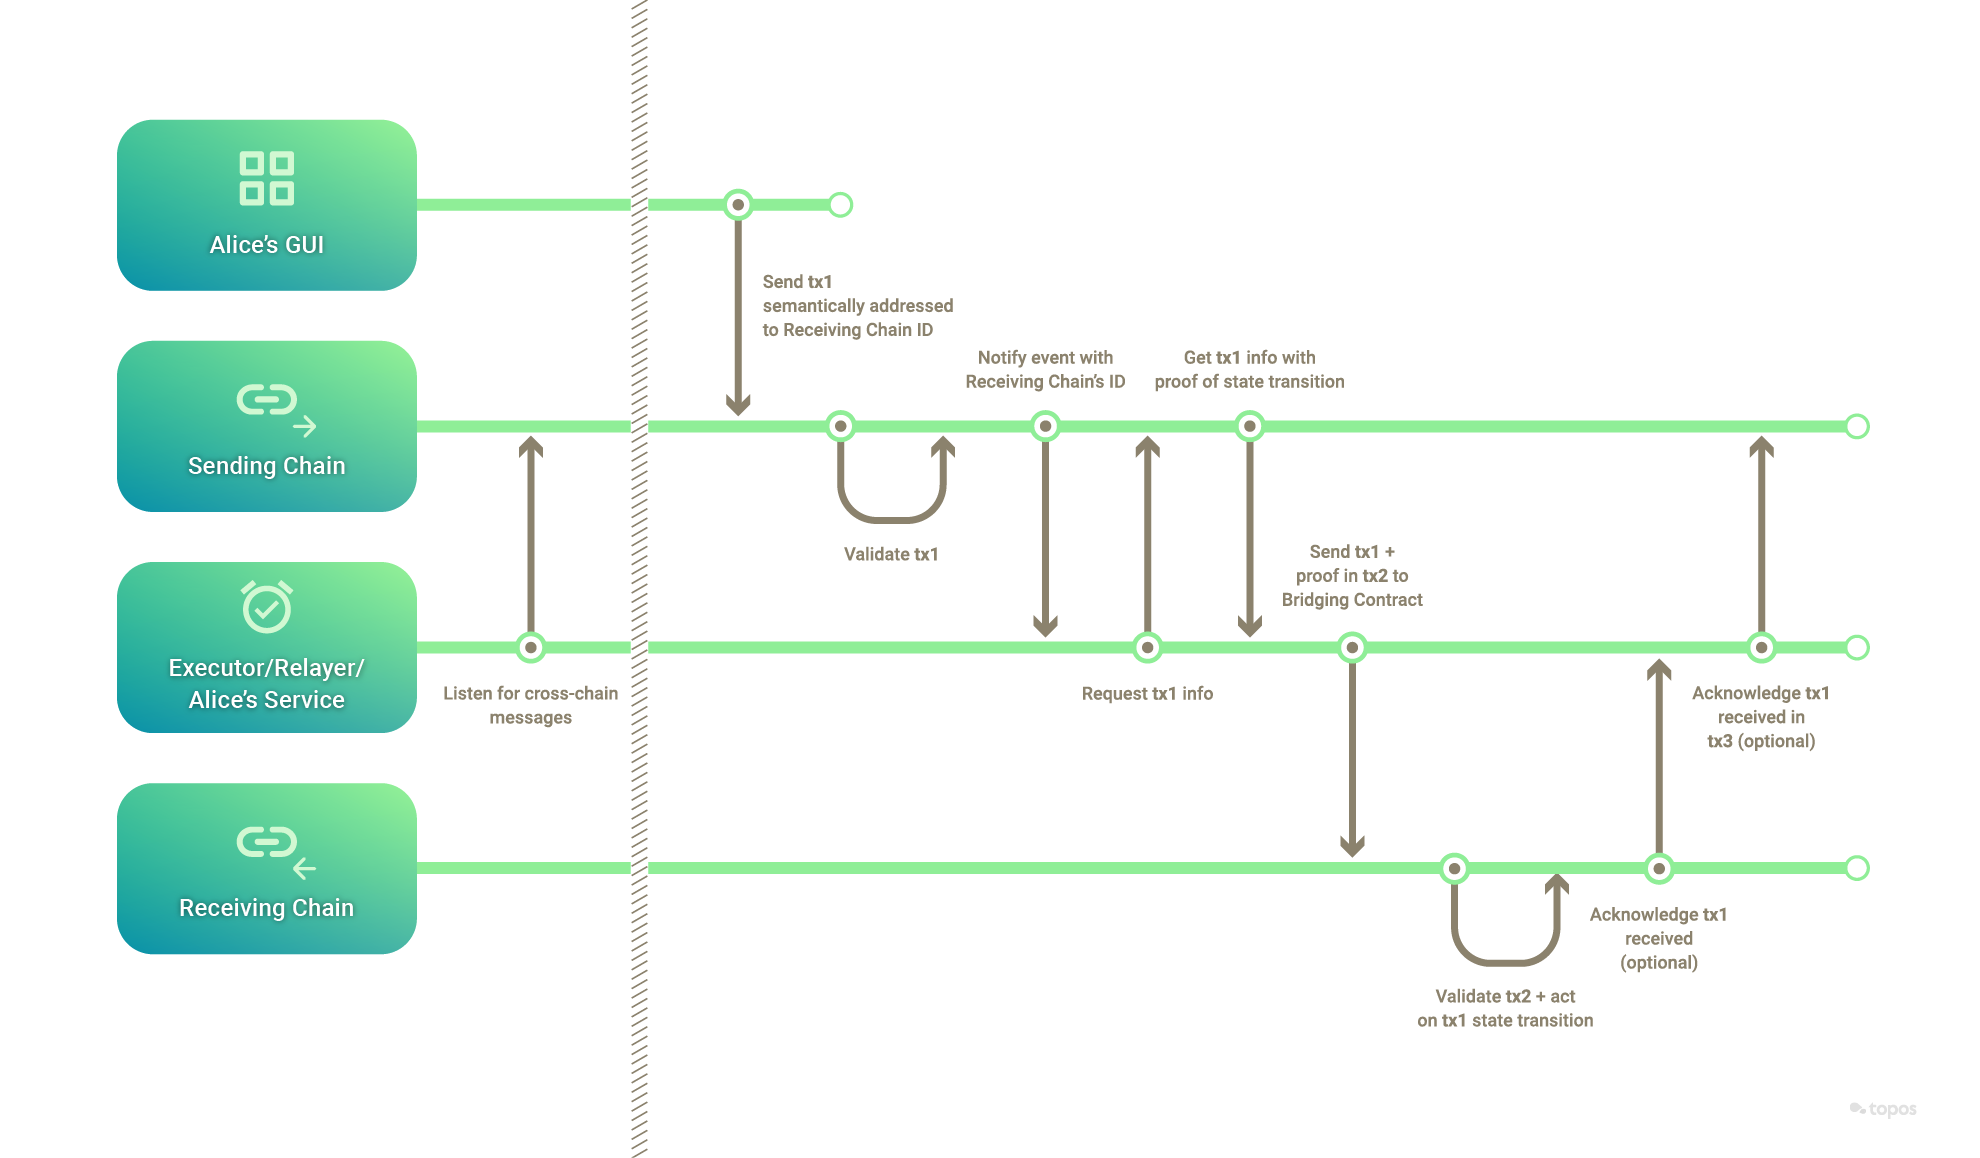 Alice’s GUI
Send tx1
semantically addressed
to Receiving Chain ID
Sending Chain
Notify event with
Receiving Chain’s ID
Get tx1 info with
proof of state transition
Validate tx1
Send tx1 +
proof in tx2 to
Bridging Contract
Executor/Relayer/
Alice’s Service
Listen for cross-chain
messages
Request tx1 info
Acknowledge tx1
received in
tx3 (optional)
Receiving Chain
Acknowledge tx1
received
(optional)
Validate tx2 + act
on tx1 state transition
topos